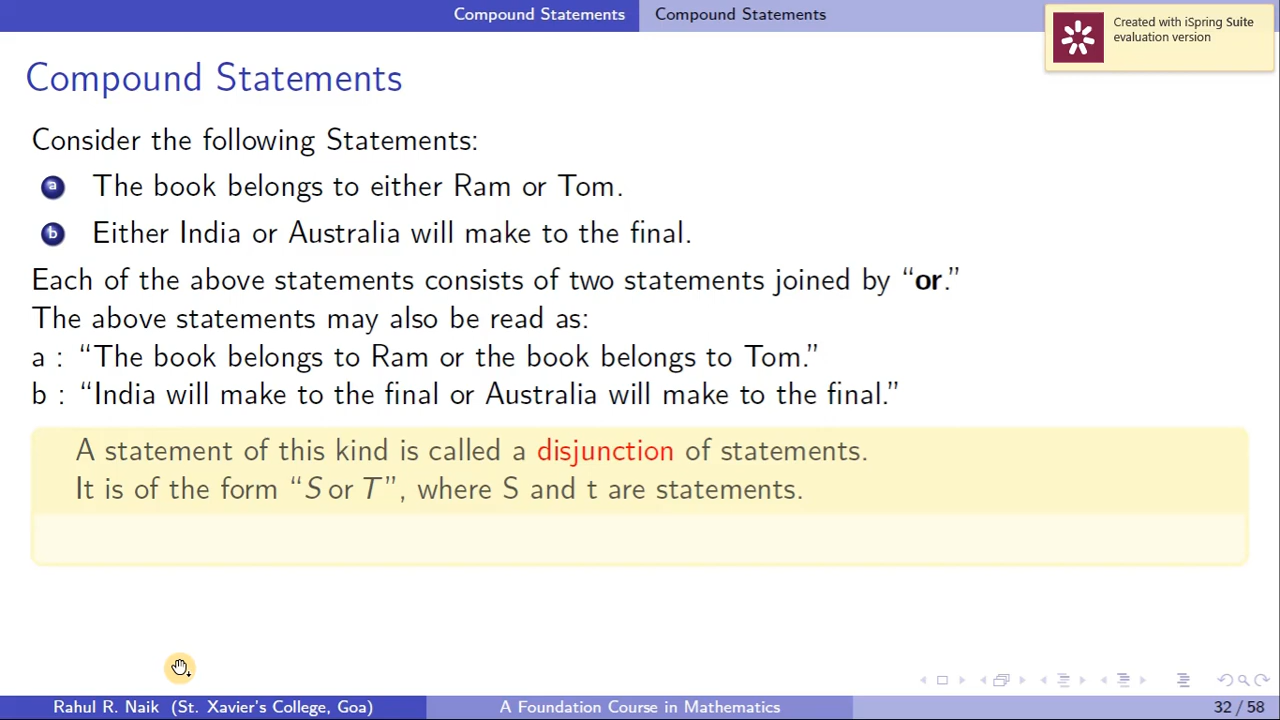 Compound Statements Compound Statements
Created with iSpring Suite
evaluation version
Compound Statements
Consider the following Statements:
a The book belongs to either Ram or Tom.
b Either India or Australia will make to the final.
Each of the above statements consists of two statements joined by “or.”
The above statements may also be read as:
a : “The book belongs to Ram or the book belongs to Tom.”
b : “India will make to the final or Australia will make to the final.”
A statement of this kind is called a disjunction of statements.
It is of the form “S or T”, where S and t are statements.
Rahul R. Naik (St. Xavier's College, Goa) A Foundation Course in Mathematics 32 / 58